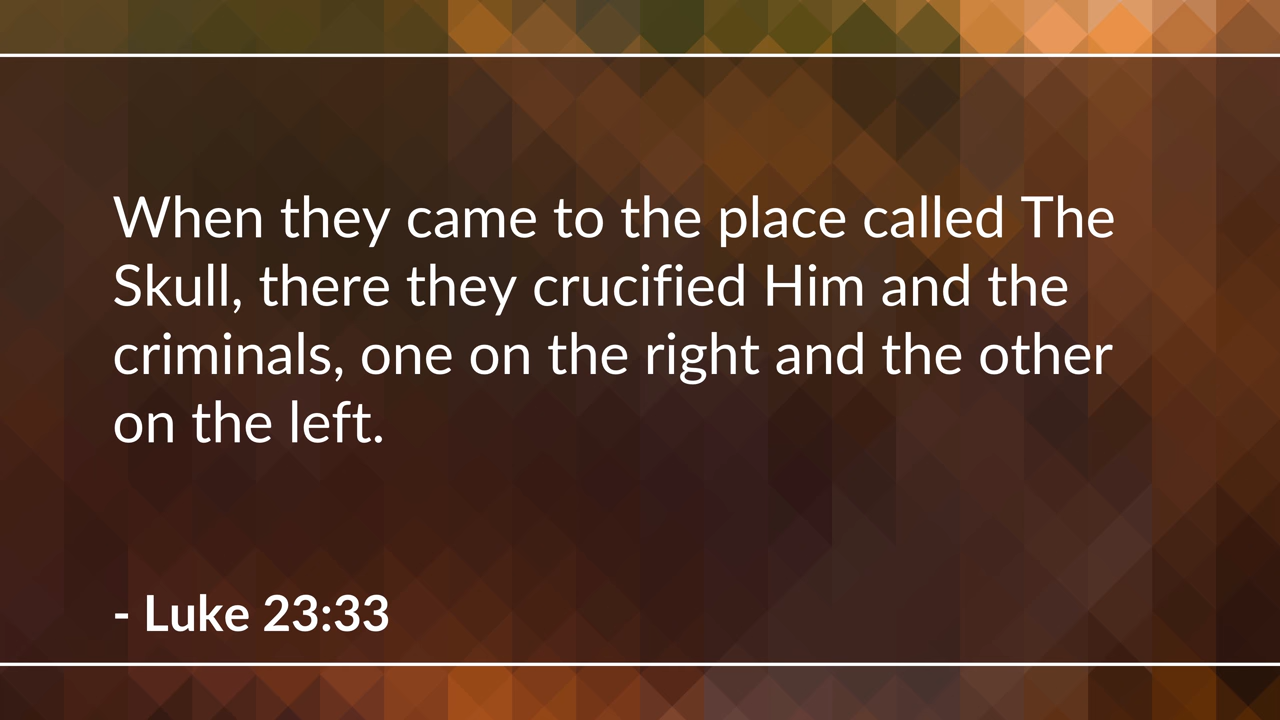 When they came to the place called The
Skull, there they crucified Him and the
criminals, one on the right and the other
on the left.
- Luke 23:33